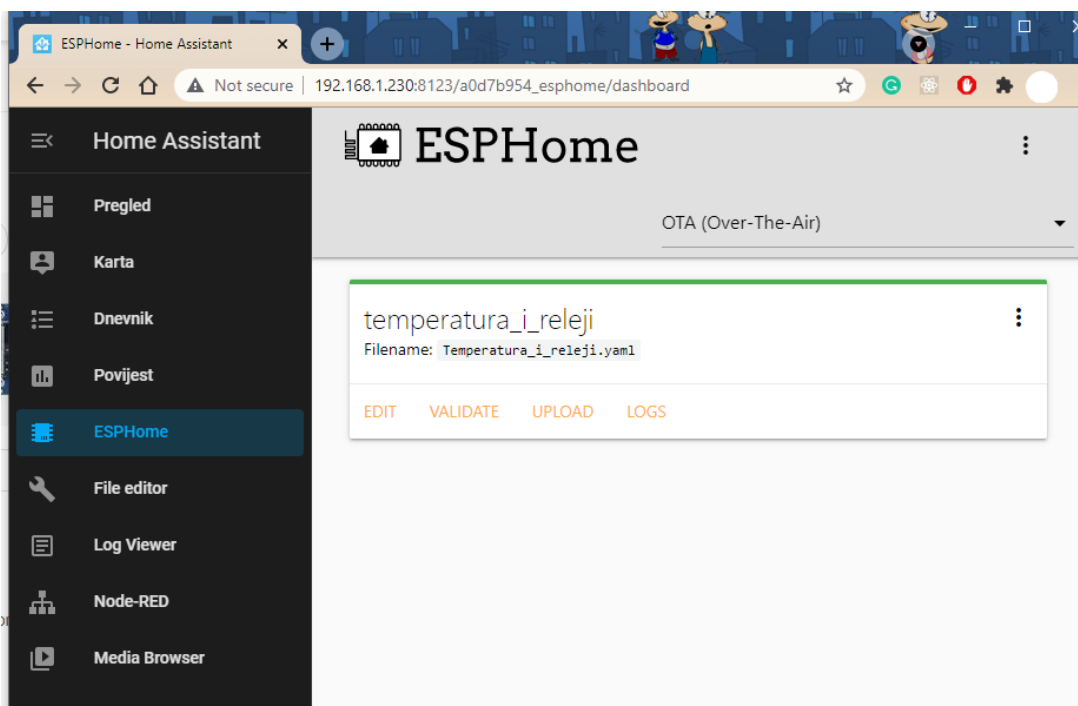 ESPHome - Home Assistant
Not secure | 192.168.1.230:8123/a0d7b954_esphome/dashboard
Home Assistant
Pregled
Karta
Dnevnik
Povijest
ESPHome
File editor
Log Viewer
Node-RED
Media Browser
ESPHome
OTA (Over-The-Air)
temperatura_i_releji
Filename: Temperatura_i_releji.yaml
EDIT VALIDATE UPLOAD LOGS